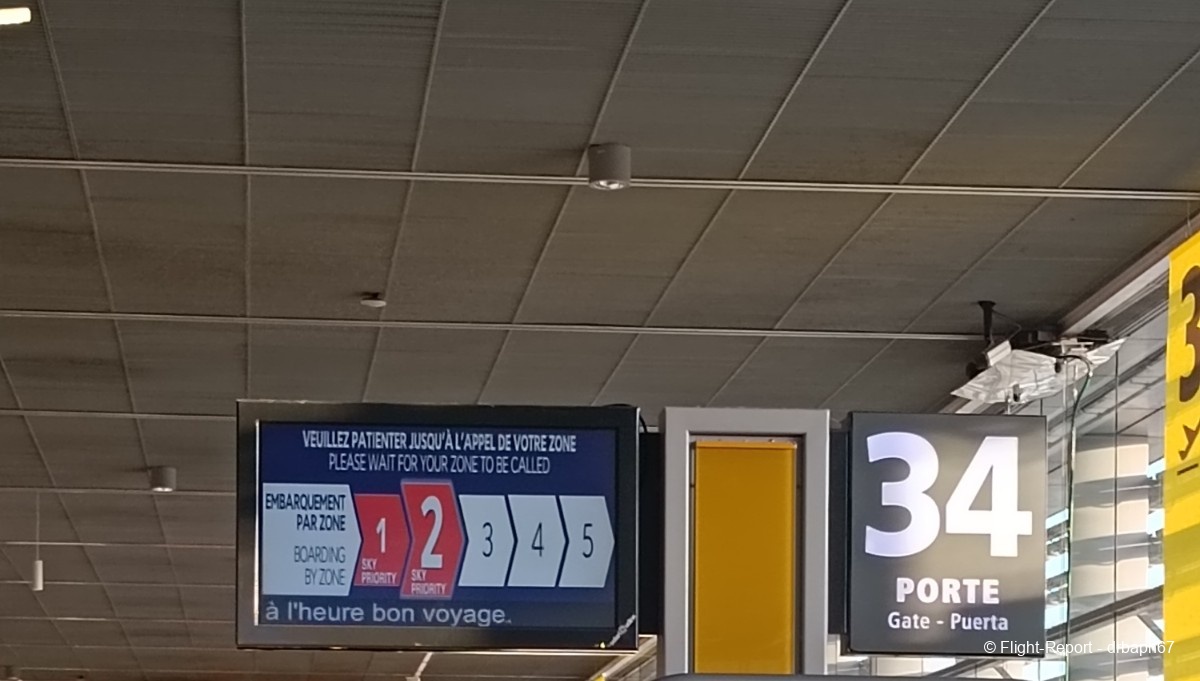 VEUILLEZ PATIENTER JUSQU'À L'APPEL DE VOTRE ZONE
PLEASE WAIT FOR YOUR ZONE TO BE CALLED
EMBARQUEMENT
PAR ZONE
BOARDING
BY ZONE
1
SKY
PRIORITY
2
SKY
PRIORITY
3
4
5
à l'heure bon voyage.
34
PORTE
Gate - Puerta
3
© Flight-Report - drbapn67